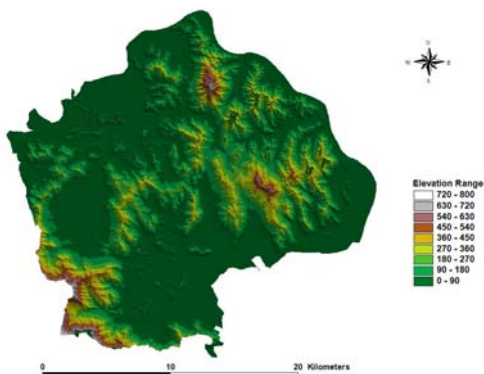 N
W E
S
Elevation Range
720 - 800
630 - 720
540 - 630
450 - 540
360 - 450
270 - 360
180 - 270
90 - 180
0 - 90
0 10 20 Kilometers